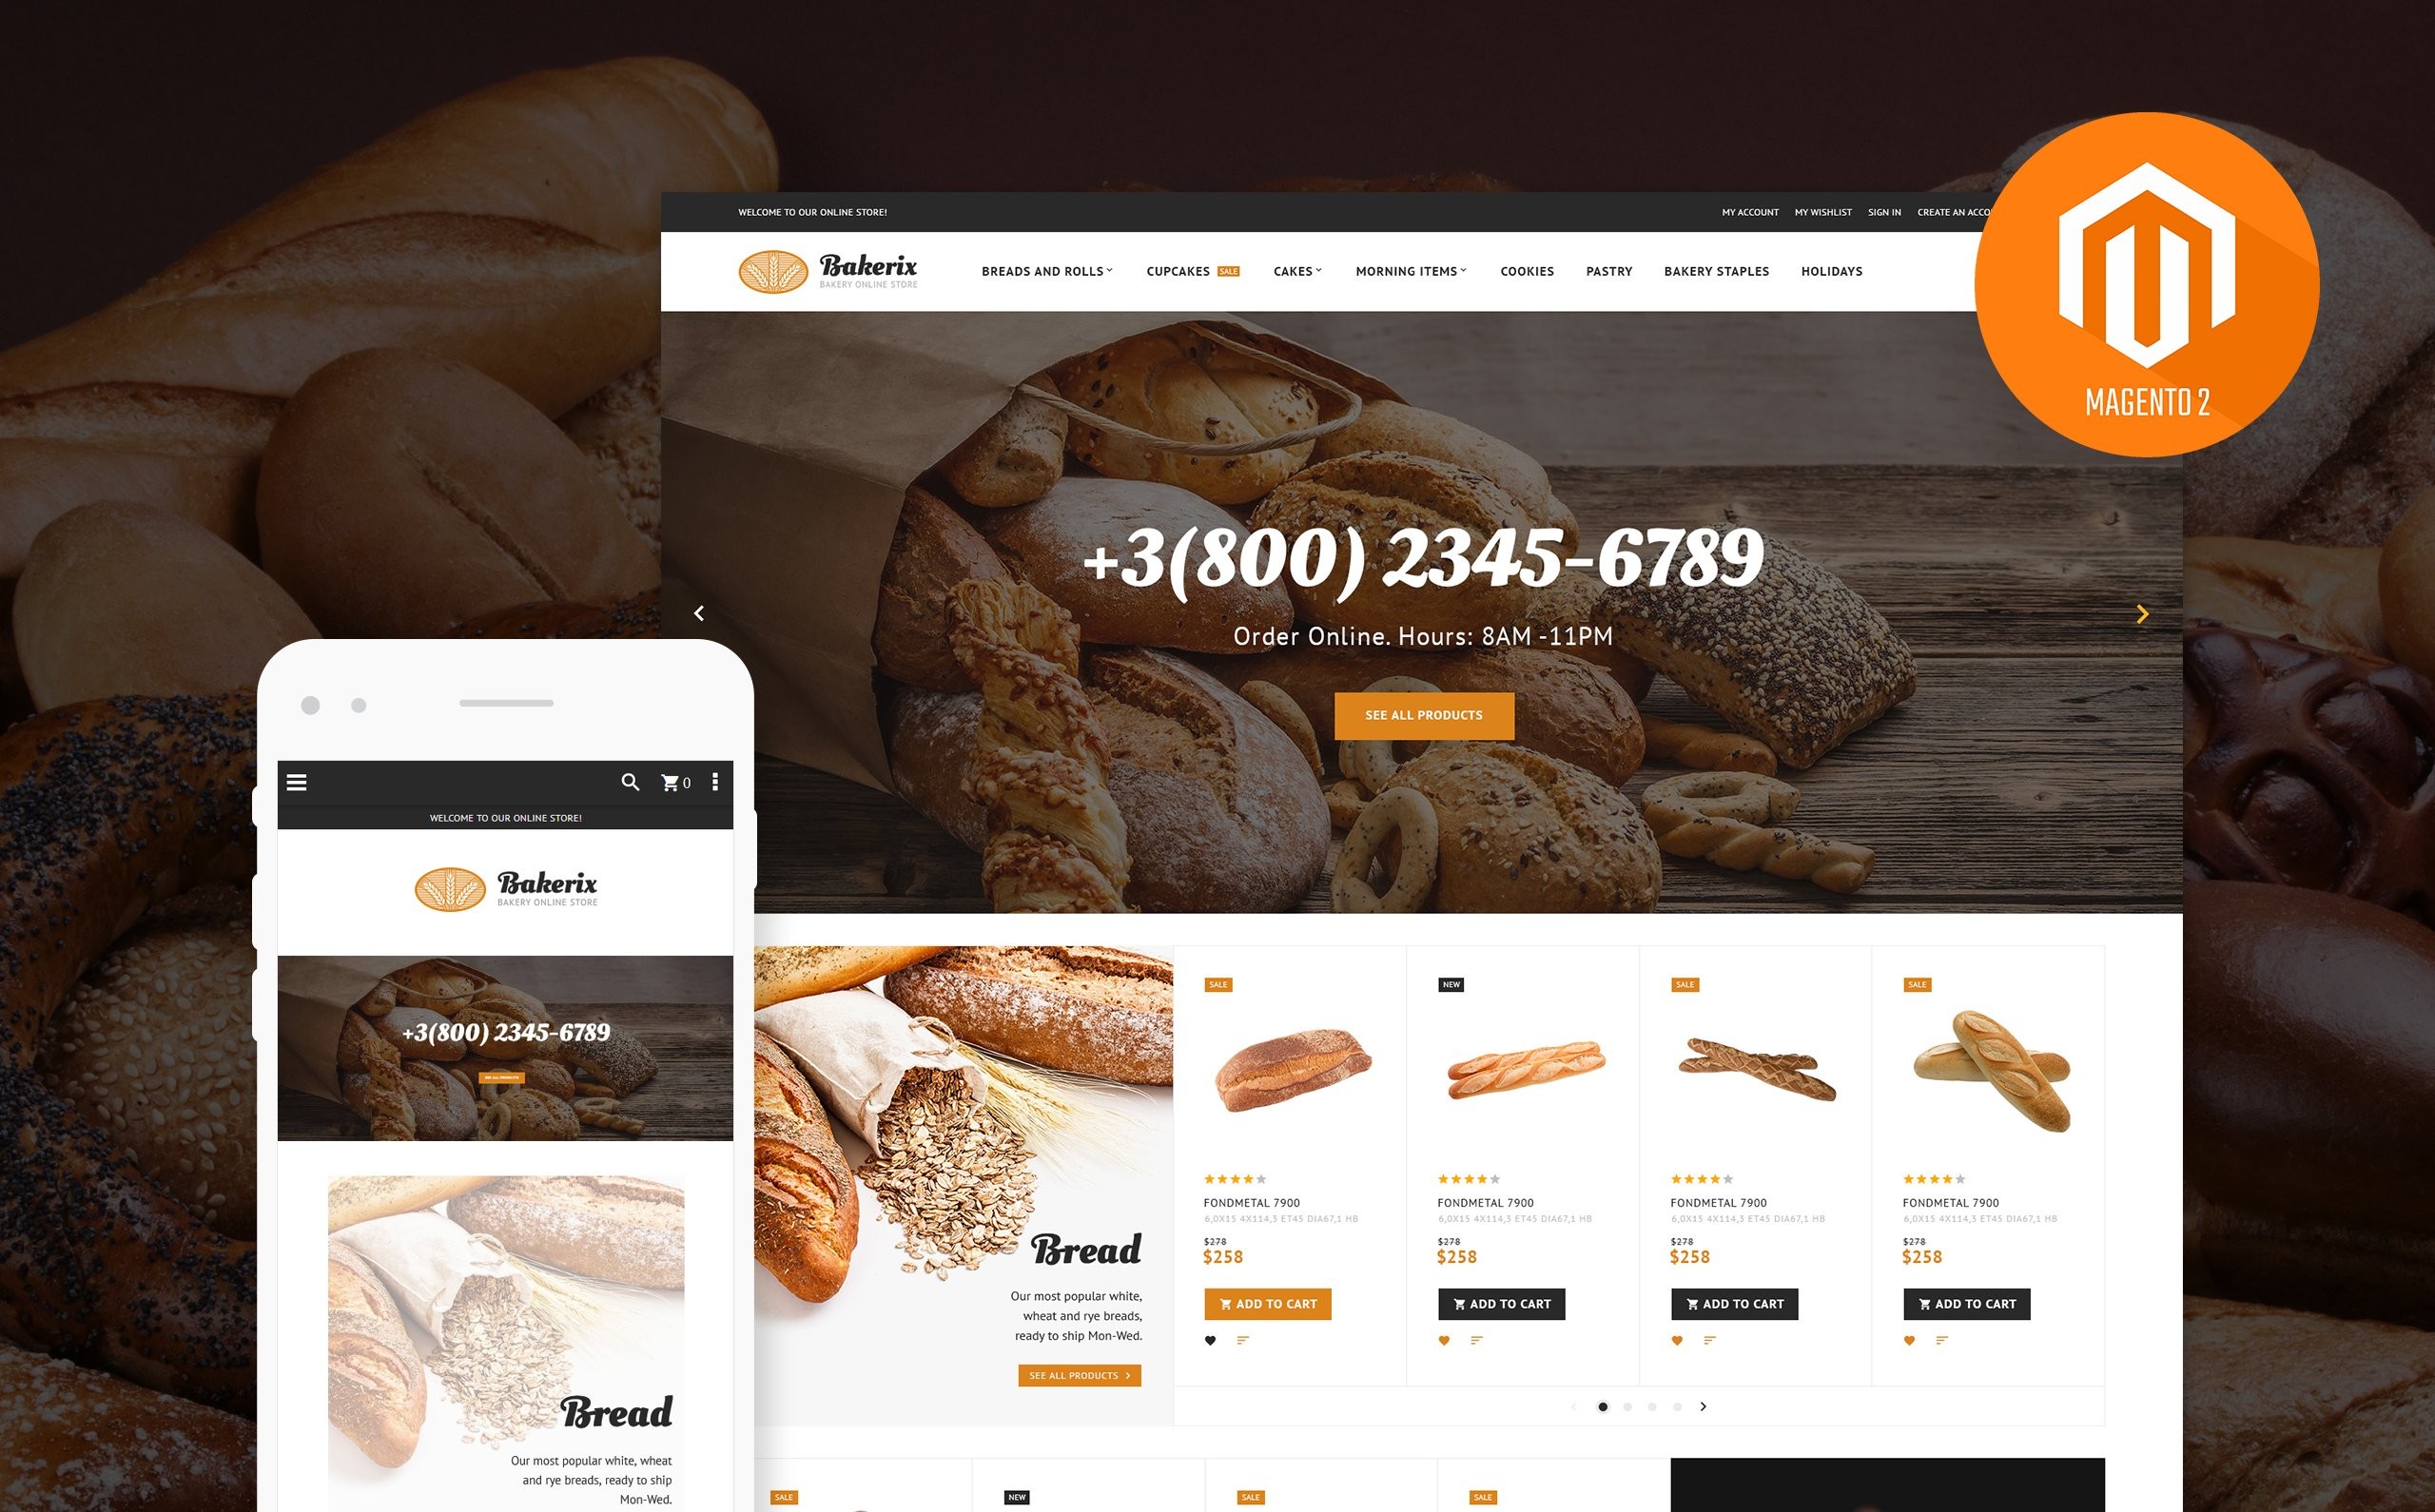 WELCOME TO OUR ONLINE STORE!
MY ACCOUNT MY WISHLIST SIGN IN CREATE AN
MAGENTO 2
Bakerix
BAKERY ONLINE STORE
BREADS AND ROLLS CUPCAKES SALE CAKES MORNING ITEMS COOKIES PASTRY BAKERY STAPLES HOLIDAYS
+3(800) 2345-6789
Order Online. Hours: 8AM -11PM
SEE ALL PRODUCTS
0
WELCOME TO OUR ONLINE STORE!
Bakerix
BAKERY ONLINE STORE
+3(800) 2345-6789
SEE ALL PRODUCTS
Bread
Our most popular white, wheat
and rye breads, ready to ship
Mon-Wed.
Bread
Our most popular white,
wheat and rye breads,
ready to ship Mon-Wed.
SEE ALL PRODUCTS
SALE NEW SALE SALE
FONDMETAL 7900 FONDMETAL 7900 FONDMETAL 7900 FONDMETAL 7900
6,0X15 4X114,3 ET45 DIA67,1 HB 6,0X15 4X114,3 ET45 DIA67,1 HB 6,0X15 4X114,3 ET45 DIA67,1 HB 6,0X15 4X114,3 ET45 DIA67,1 HB
$278 $278 $278 $278
$258 $258 $258 $258
ADD TO CART ADD TO CART ADD TO CART ADD TO CART
SALE NEW SALE SALE